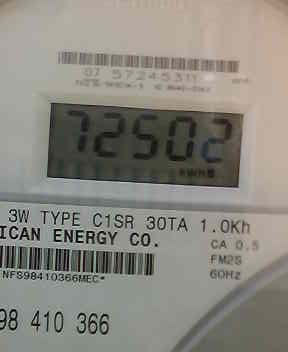 07 57245311
72502
kWh
3W TYPE C1SR 30TA 1.0Kh
ICAN ENERGY CO.
CA 0.5
FM2S
60Hz
NFS98410366MEC*
98 410 366